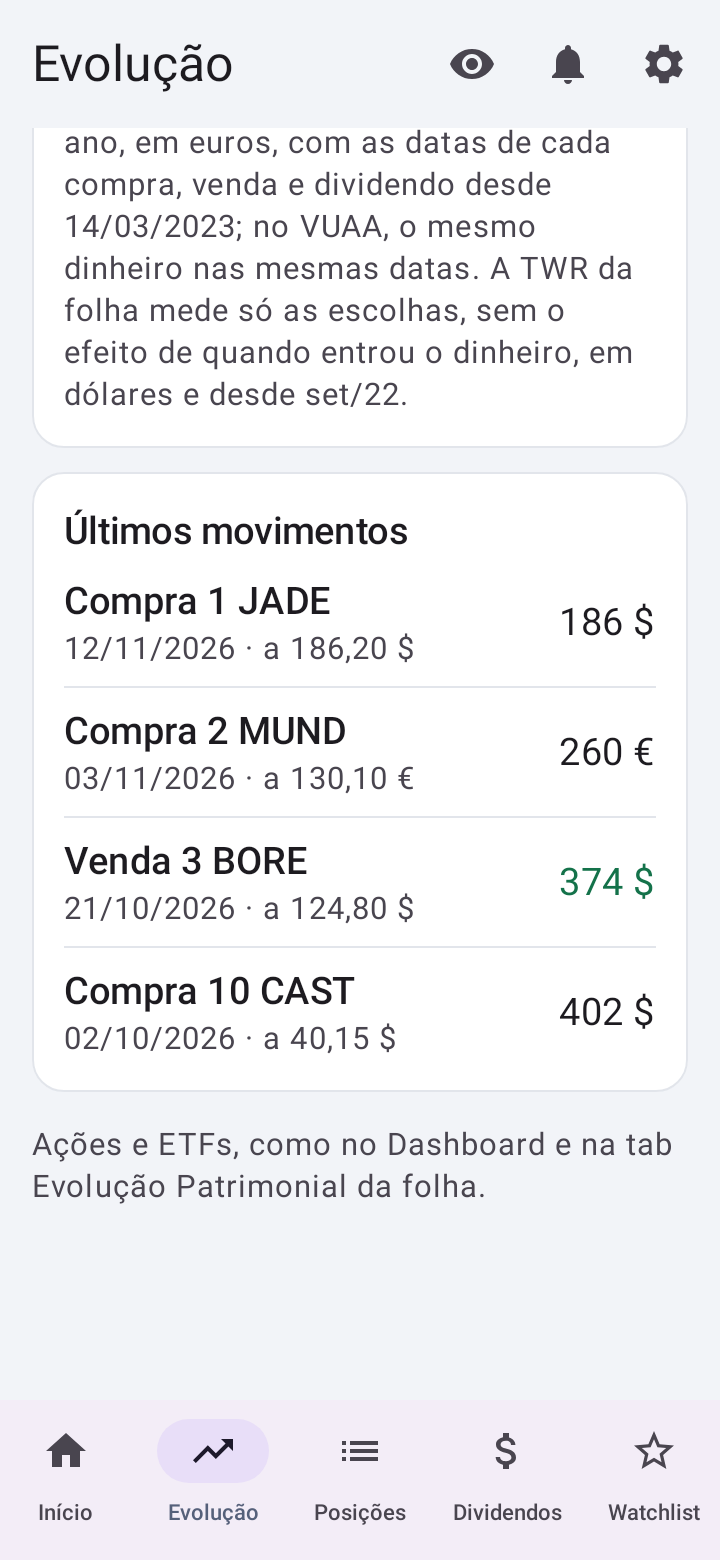 Evolução
ano, em euros, com as datas de cada
compra, venda e dividendo desde
14/03/2023; no VUAA, o mesmo
dinheiro nas mesmas datas. A TWR da
folha mede só as escolhas, sem o
efeito de quando entrou o dinheiro, em
dólares e desde set/22.
Últimos movimentos
Compra 1 JADE
12/11/2026 · a 186,20 $
186 $
Compra 2 MUND
03/11/2026 · a 130,10 €
260 €
Venda 3 BORE
21/10/2026 · a 124,80 $
374 $
Compra 10 CAST
02/10/2026 · a 40,15 $
402 $
Ações e ETFs, como no Dashboard e na tab
Evolução Patrimonial da folha.
Início
Evolução
Posições
Dividendos
Watchlist